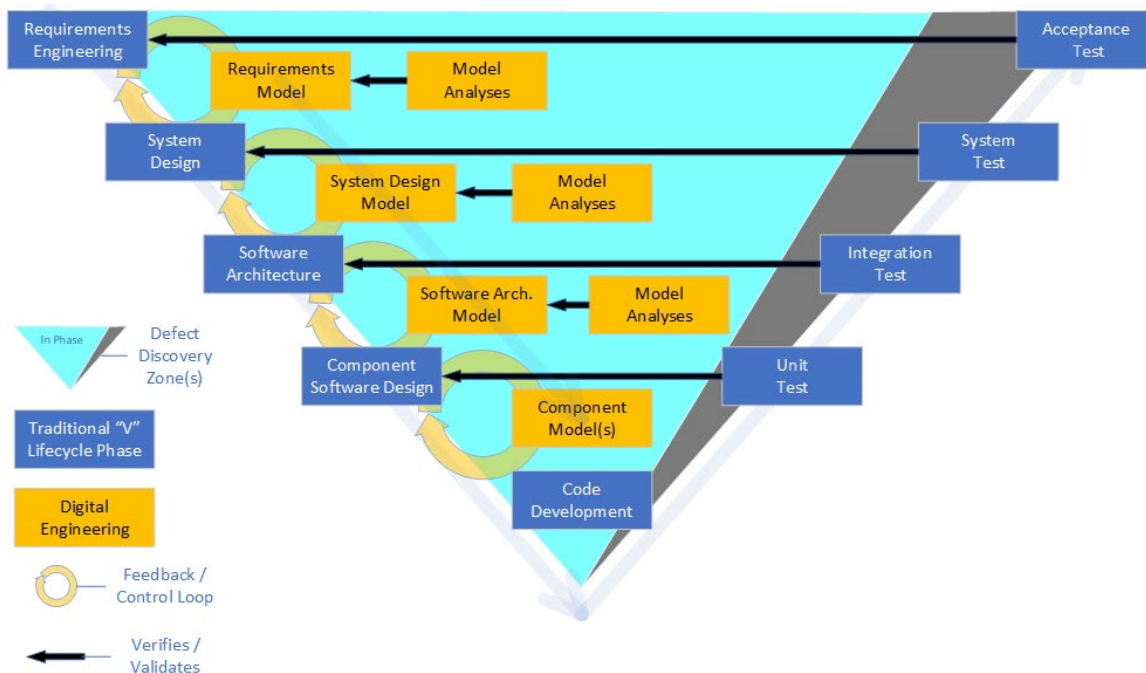 Requirements
Engineering
Acceptance
Test
Requirements
Model
Model
Analyses
System
Design
System
Test
System Design
Model
Model
Analyses
Software
Architecture
Integration
Test
Software Arch.
Model
Model
Analyses
Component
Software Design
Unit
Test
Component
Model(s)
Code
Development
In Phase
Defect
Discovery
Zone(s)
Traditional “V”
Lifecycle Phase
Digital
Engineering
Feedback /
Control Loop
Verifies /
Validates